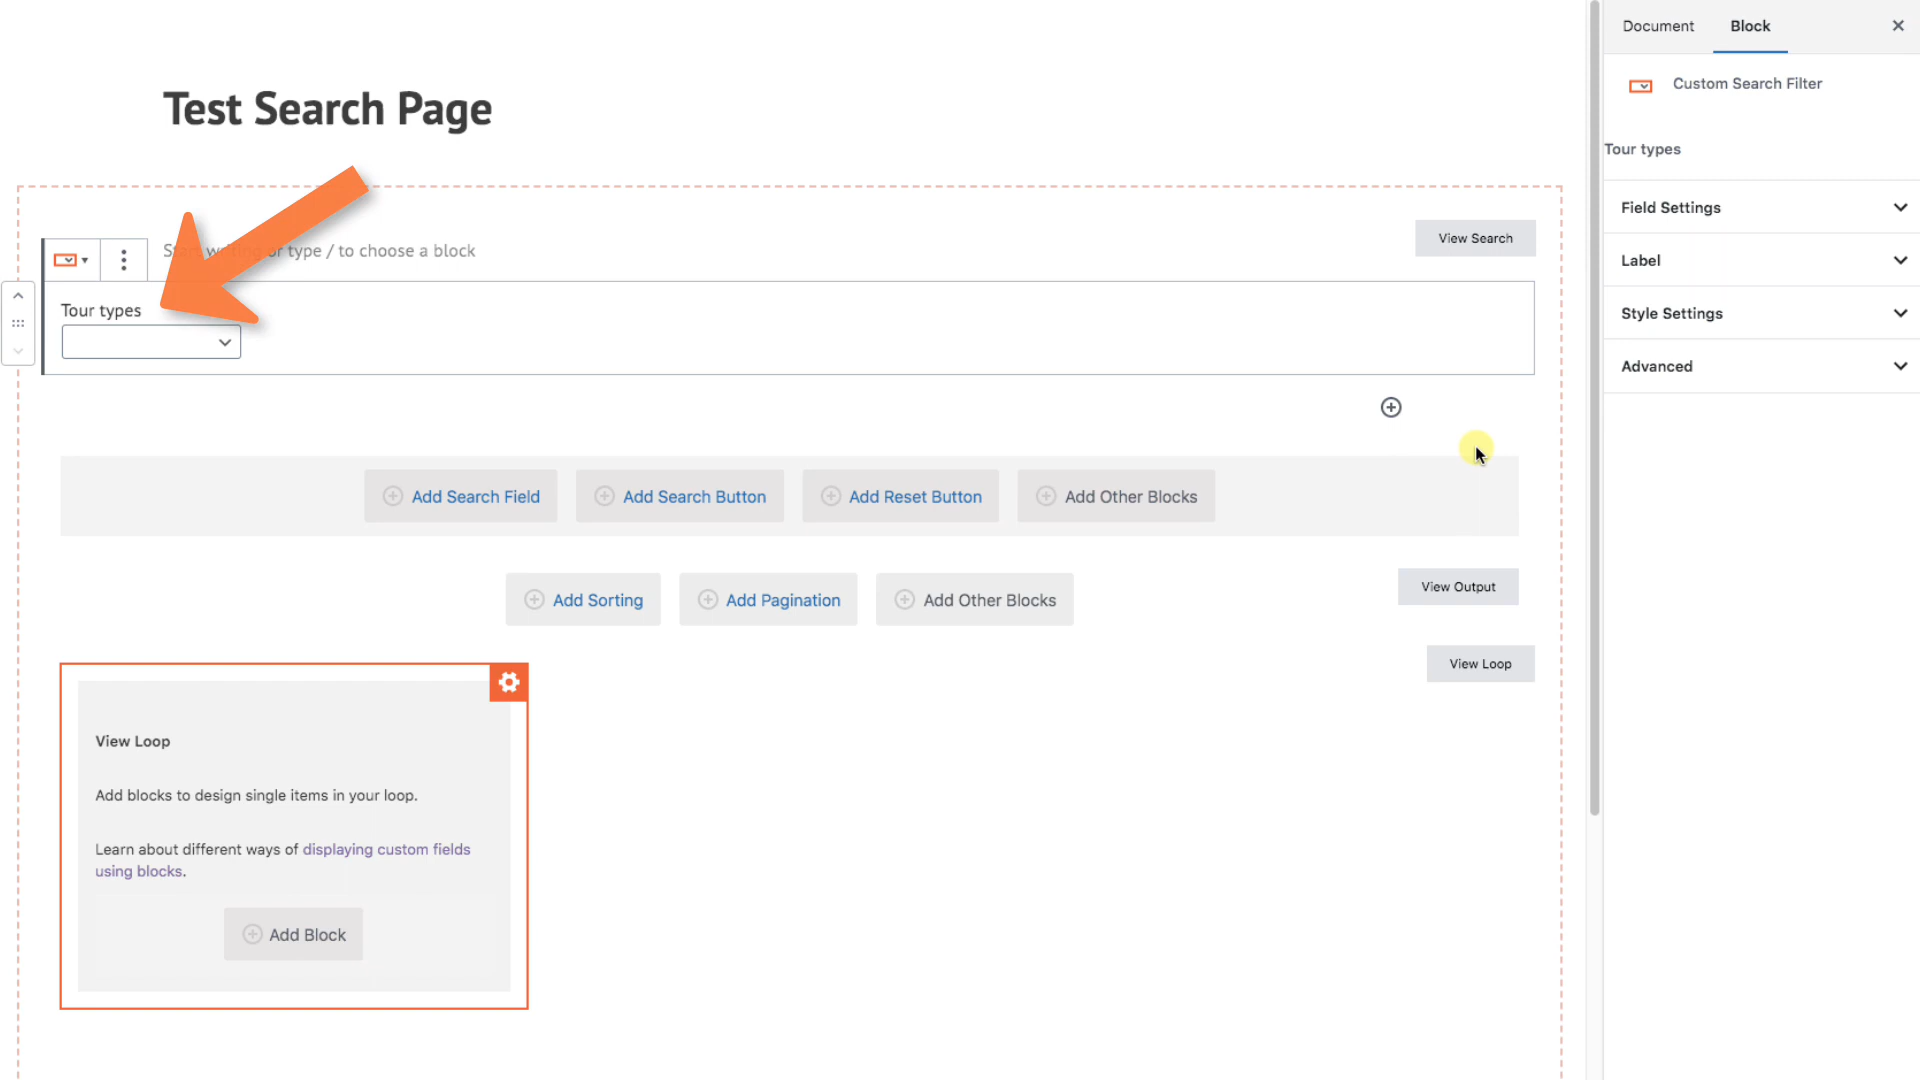 Document
Block
Custom Search Filter
Tour types
Field Settings
Label
Style Settings
Advanced
Test Search Page
View Search
or type / to choose a block
Tour types
Add Search Field
Add Search Button
Add Reset Button
Add Other Blocks
Add Sorting
Add Pagination
Add Other Blocks
View Output
View Loop
View Loop
Add blocks to design single items in your loop.
Learn about different ways of displaying custom fields
using blocks.
Add Block